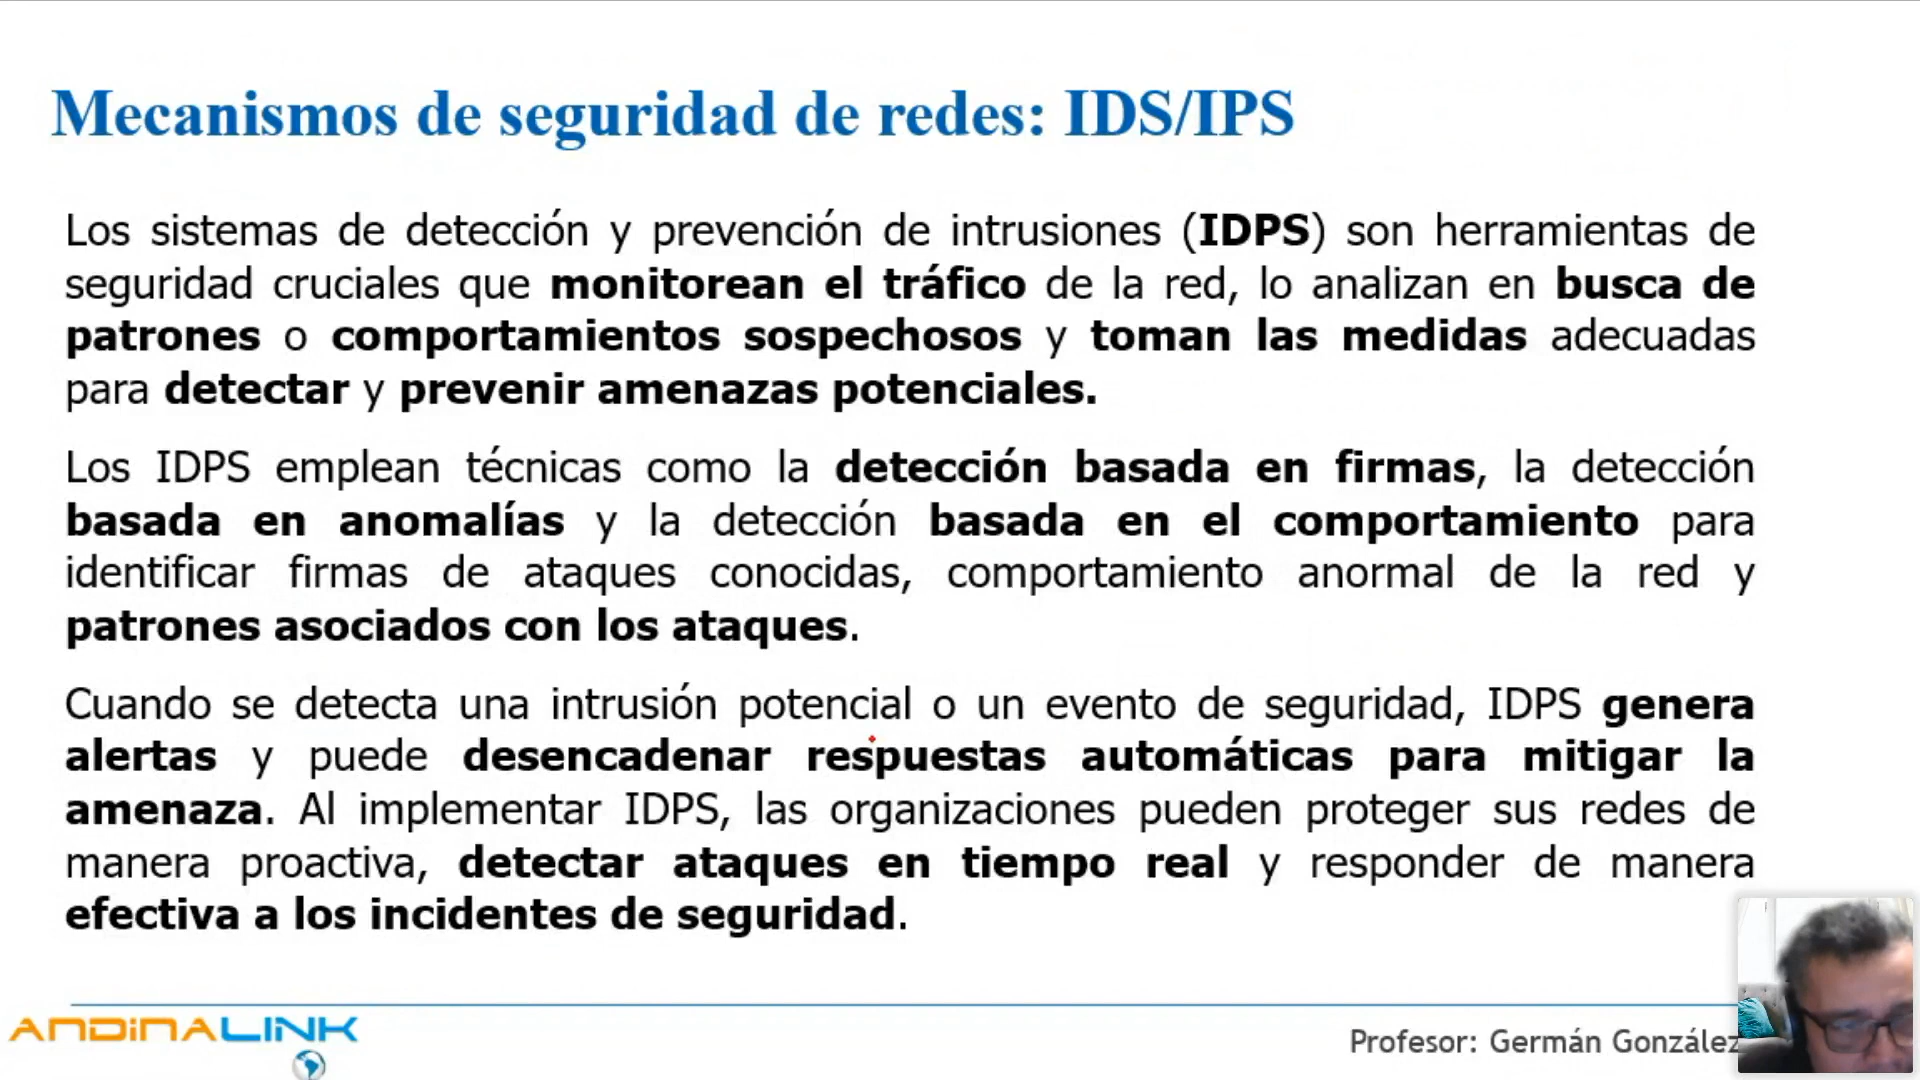 Mecanismos de seguridad de redes: IDS/IPS
Los sistemas de detección y prevención de intrusiones (IDPS) son herramientas de
seguridad cruciales que monitorean el tráfico de la red, lo analizan en busca de
patrones o comportamientos sospechosos y toman las medidas adecuadas
para detectar y prevenir amenazas potenciales.
Los IDPS emplean técnicas como la detección basada en firmas, la detección
basada en anomalías y la detección basada en el comportamiento para
identificar firmas de ataques conocidas, comportamiento anormal de la red y
patrones asociados con los ataques.
Cuando se detecta una intrusión potencial o un evento de seguridad, IDPS genera
alertas y puede desencadenar respuestas automáticas para mitigar la
amenaza. Al implementar IDPS, las organizaciones pueden proteger sus redes de
manera proactiva, detectar ataques en tiempo real y responder de manera
efectiva a los incidentes de seguridad.
ANDINALINK
Profesor: Germán González